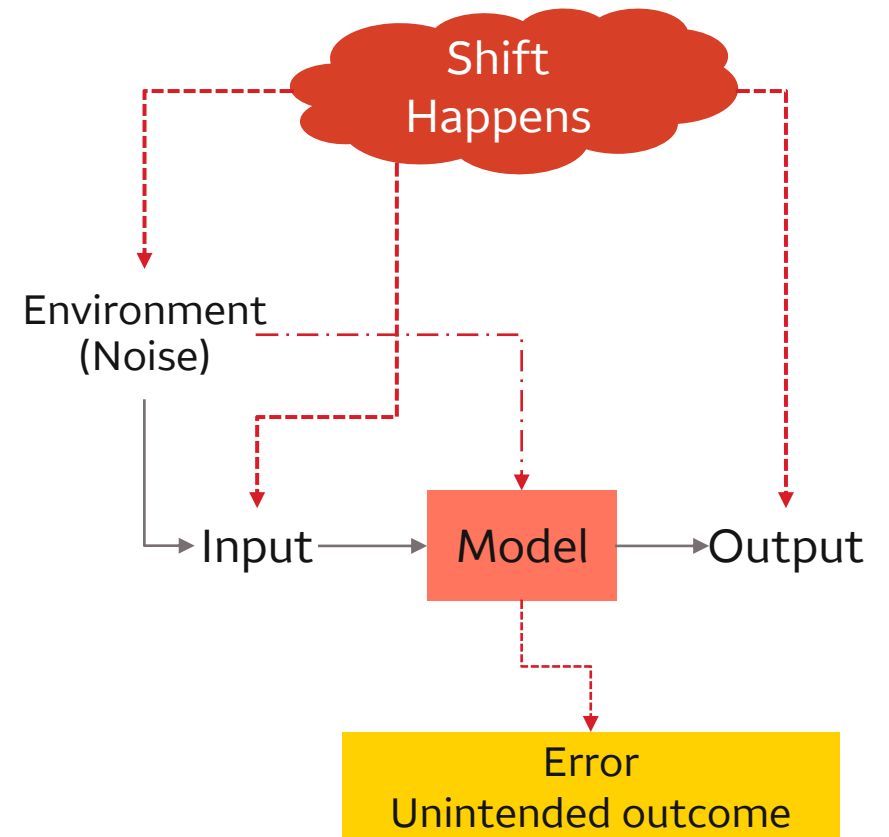 Shift
Happens
Environment
(Noise)
Input
Model
Output
Error
Unintended outcome